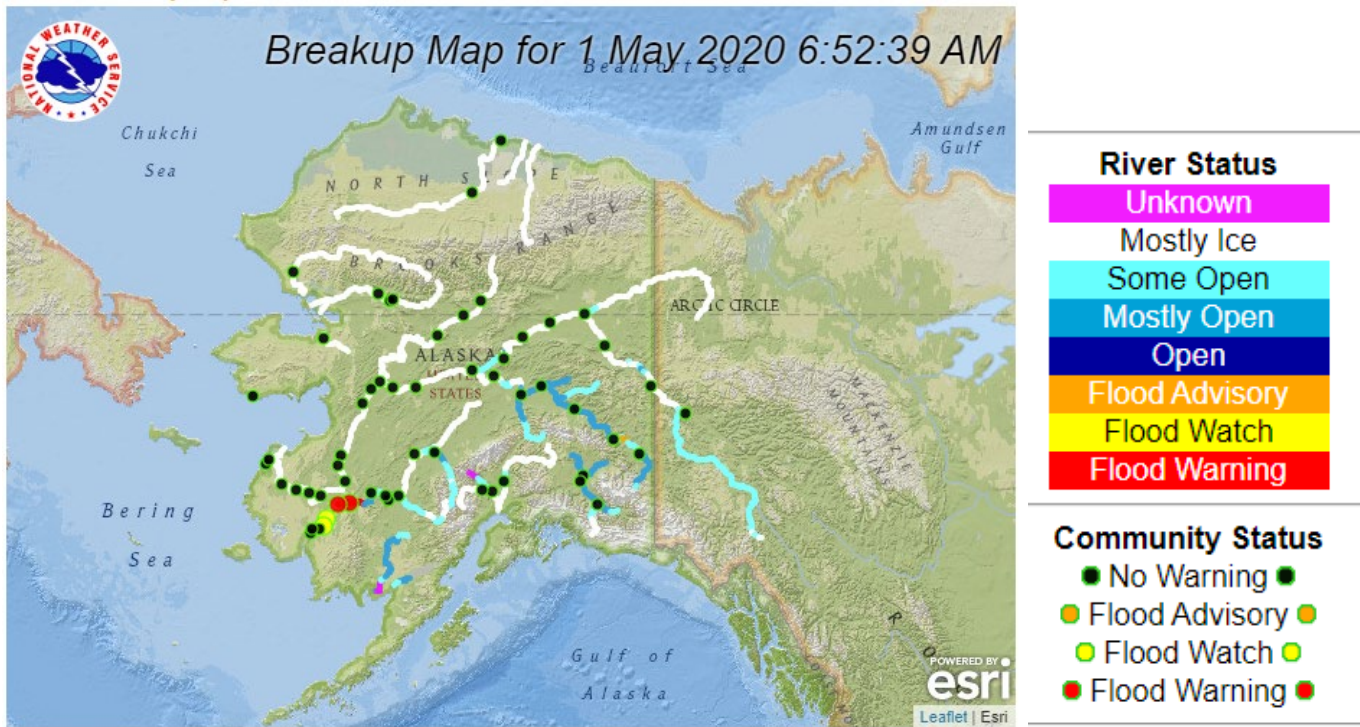 Breakup Map for 1 May 2020 6:52:39 AM
NATIONAL WEATHER SERVICE
Beaufort Sea
Chukchi
Sea
Amundsen
Gulf
NORTH SLOPE
BROOKS RANGE
ARCTIC CIRCLE
ALASKA
UNITED
STATES
MACKENZIE
MOUNTAINS
Bering
Sea
Gulf of
Alaska
R O
POWERED BY
esri
Leaflet | Esri
River Status
Unknown
Mostly Ice
Some Open
Mostly Open
Open
Flood Advisory
Flood Watch
Flood Warning
Community Status
No Warning
Flood Advisory
Flood Watch
Flood Warning